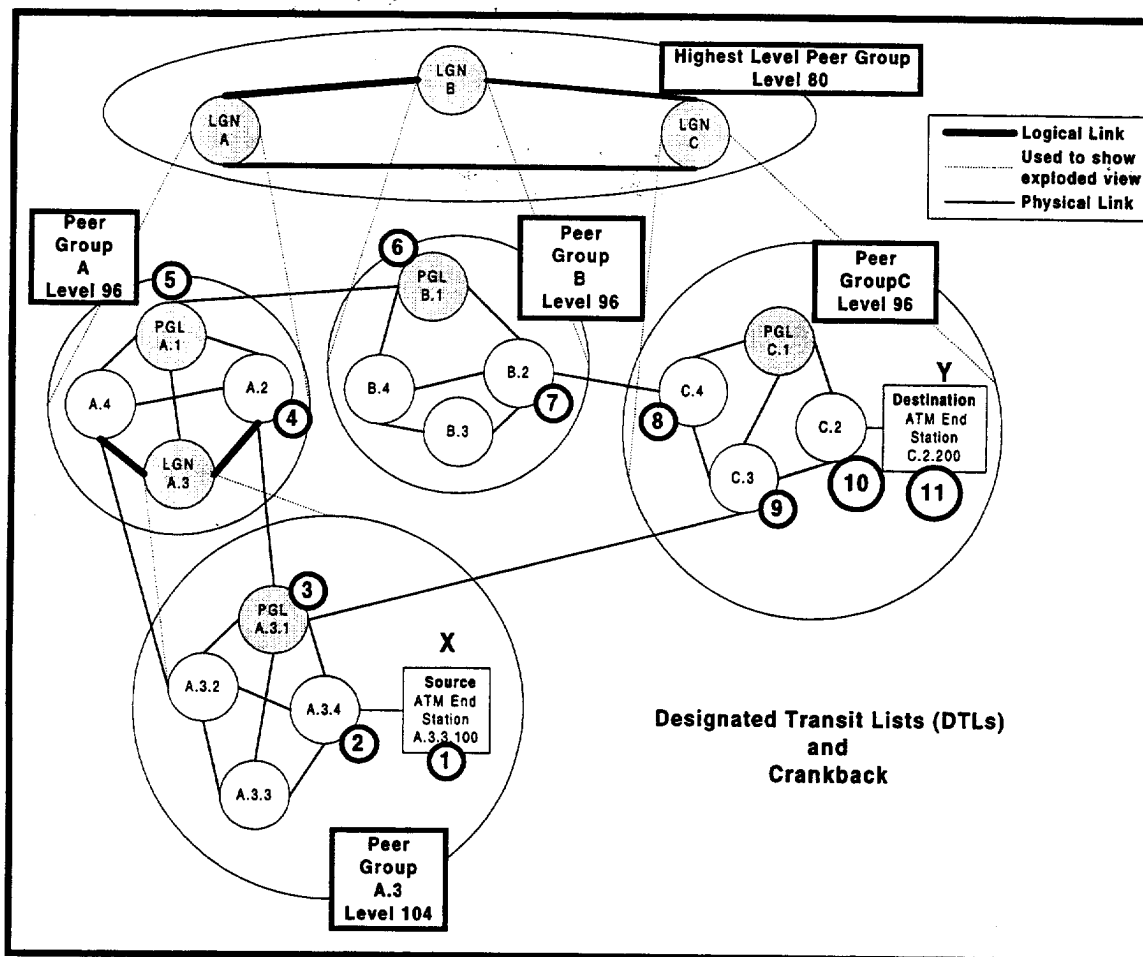 LGN
B
Highest Level Peer Group
Level 80
LGN
A
LGN
C
Logical Link
Used to show
exploded view
Physical Link
Peer
Group
A
Level 96
5
6
PGL
B.1
Peer
Group
B
Level 96
Peer
GroupC
Level 96
PGL
A.1
A.4
A.2
4
LGN
A.3
B.4
B.2
7
B.3
PGL
C.1
C.4
8
C.2
C.3
9
10
Y
Destination
ATM End
Station
C.2.200
11
3
PGL
A.3.1
A.3.2
A.3.4
2
A.3.3
X
Source
ATM End
Station
A.3.3.100
1
Peer
Group
A.3
Level 104
Designated Transit Lists (DTLs)
and
Crankback